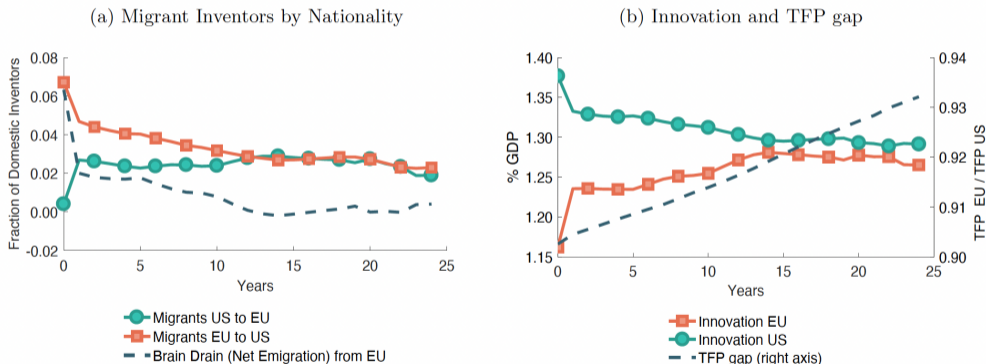 (a) Migrant Inventors by Nationality
Fraction of Domestic Inventors
0.08
0.06
0.04
0.02
0.00
-0.02
0
5
10
15
20
25
Years
Migrants US to EU
Migrants EU to US
Brain Drain (Net Emigration) from EU
(b) Innovation and TFP gap
% GDP
1.40
1.35
1.30
1.25
1.20
1.15
0.94
0.93
0.92
0.91
0.90
TFP EU / TFP US
0
5
10
15
20
25
Years
Innovation EU
Innovation US
TFP gap (right axis)